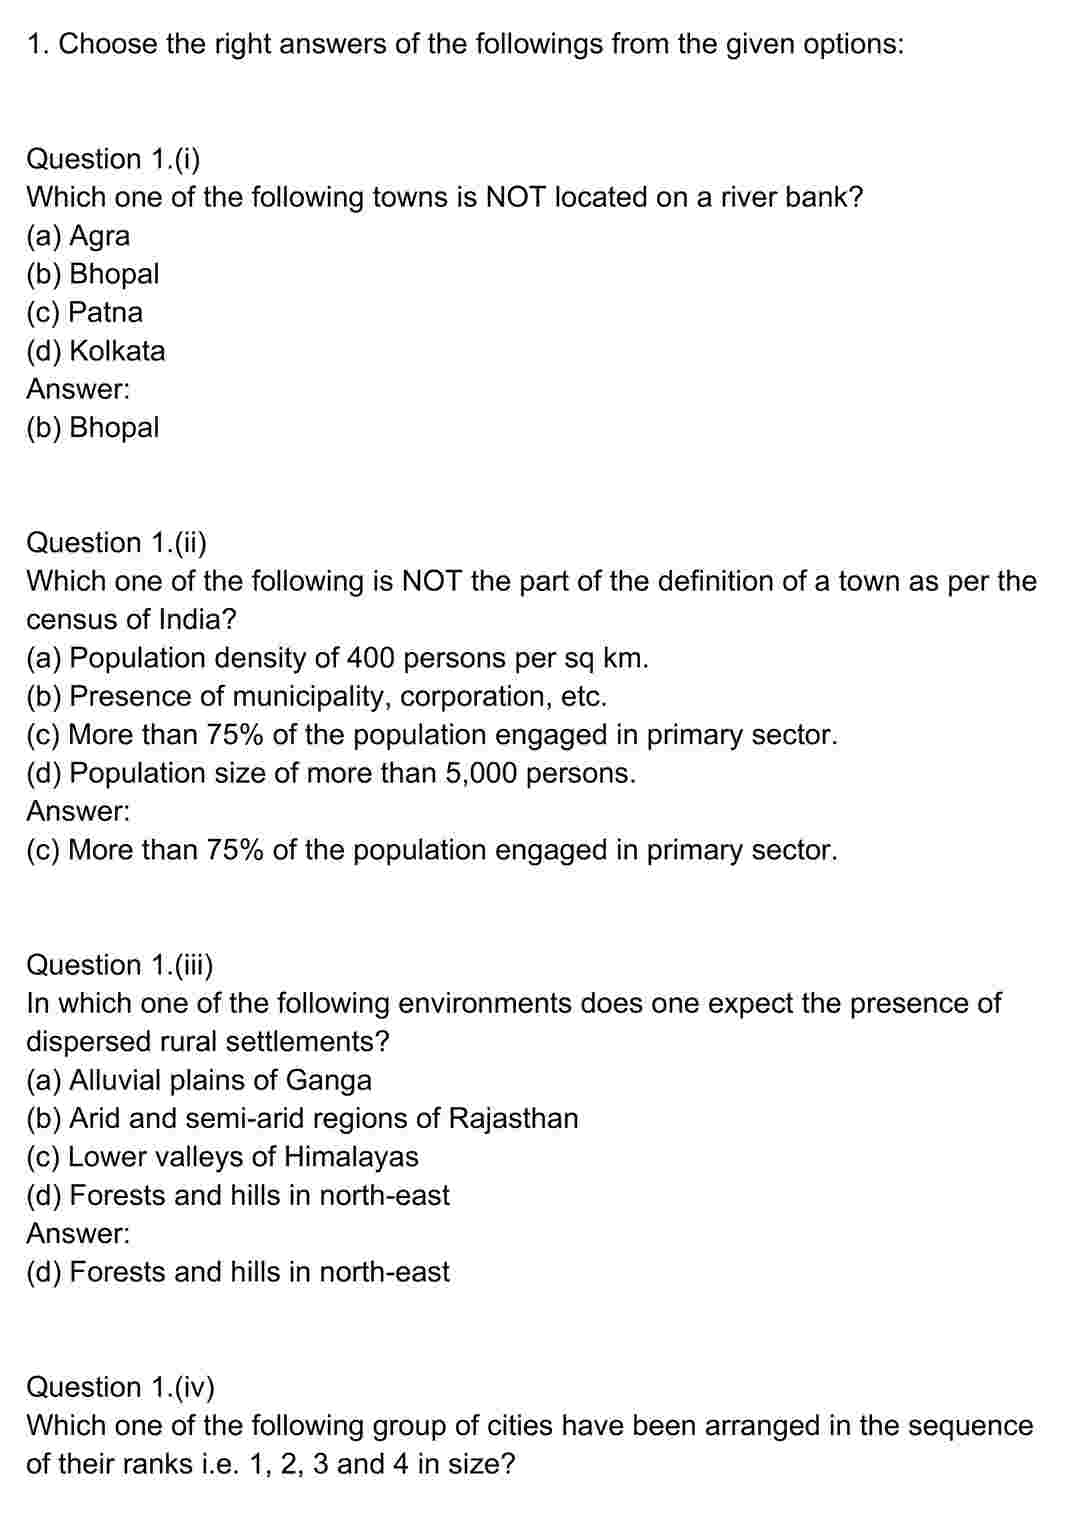 1. Choose the right answers of the followings from the given options:
Question 1.(i)
Which one of the following towns is NOT located on a river bank?
(a) Agra
(b) Bhopal
(c) Patna
(d) Kolkata
Answer:
(b) Bhopal
Question 1.(ii)
Which one of the following is NOT the part of the definition of a town as per the
census of India?
(a) Population density of 400 persons per sq km.
(b) Presence of municipality, corporation, etc.
(c) More than 75% of the population engaged in primary sector.
(d) Population size of more than 5,000 persons.
Answer:
(c) More than 75% of the population engaged in primary sector.
Question 1.(iii)
In which one of the following environments does one expect the presence of
dispersed rural settlements?
(a) Alluvial plains of Ganga
(b) Arid and semi-arid regions of Rajasthan
(c) Lower valleys of Himalayas
(d) Forests and hills in north-east
Answer:
(d) Forests and hills in north-east
Question 1.(iv)
Which one of the following group of cities have been arranged in the sequence
of their ranks i.e. 1, 2, 3 and 4 in size?